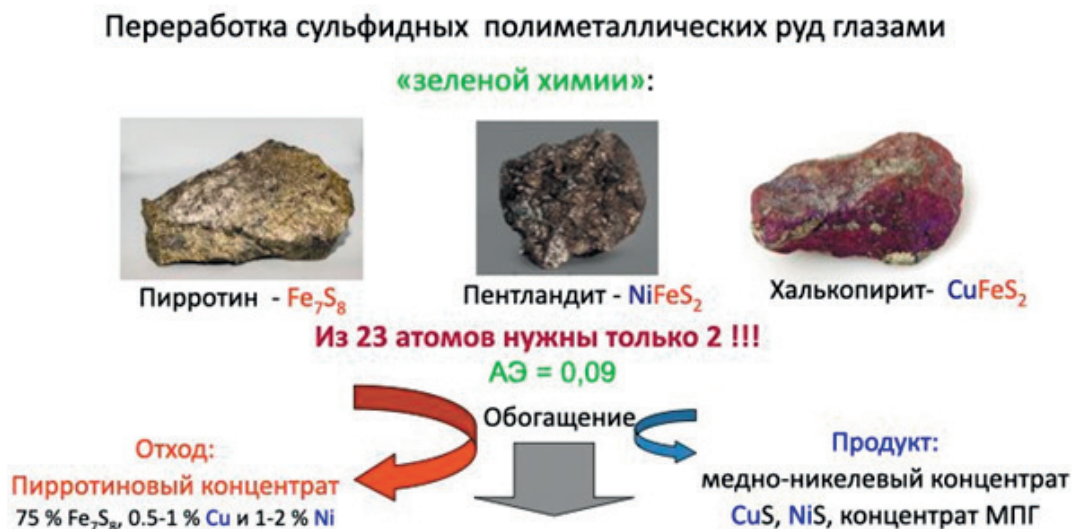 Переработка сульфидных полиметаллических руд глазами
«зеленой химии»:
Пирротин - Fe₇S₈
Пентландит - NiFeS₂
Халькопирит- CuFeS₂
Из 23 атомов нужны только 2 !!!
АЭ = 0,09
Обогащение
Отход:
Пирротиновый концентрат
75 % Fe₇S₈, 0.5-1 % Cu и 1-2 % Ni
Продукт:
медно-никелевый концентрат
CuS, NiS, концентрат МПГ